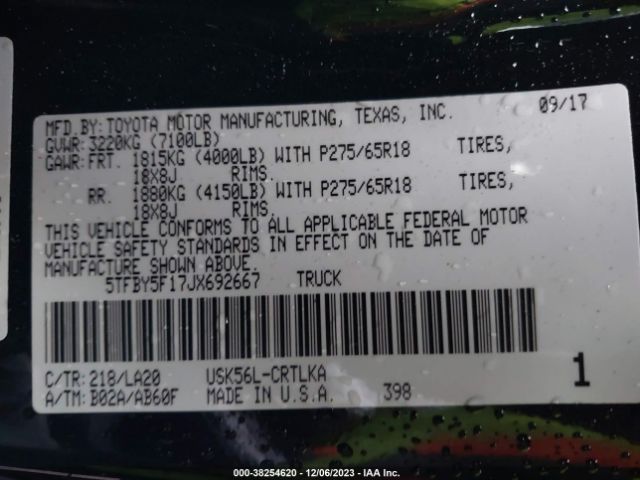 MFD. BY: TOYOTA MOTOR MANUFACTURING, TEXAS, INC. 09/17
GVWR: 3220KG (7100LB)
GAWR: FRT. 1815KG (4000LB) WITH P275/65R18 TIRES,
18X8J RIMS.
RR. 1880KG (4150LB) WITH P275/65R18 TIRES,
18X8J RIMS.
THIS VEHICLE CONFORMS TO ALL APPLICABLE FEDERAL MOTOR
VEHICLE SAFETY STANDARDS IN EFFECT ON THE DATE OF
MANUFACTURE SHOWN ABOVE.
5TFBY5F17JX692667 TRUCK
C/TR: 218/LA20 USK56L-CRTLKA 1
A/TM: B02A/AB60F MADE IN U.S.A. 398
000-38254620 - 12/06/2023 - IAA Inc.